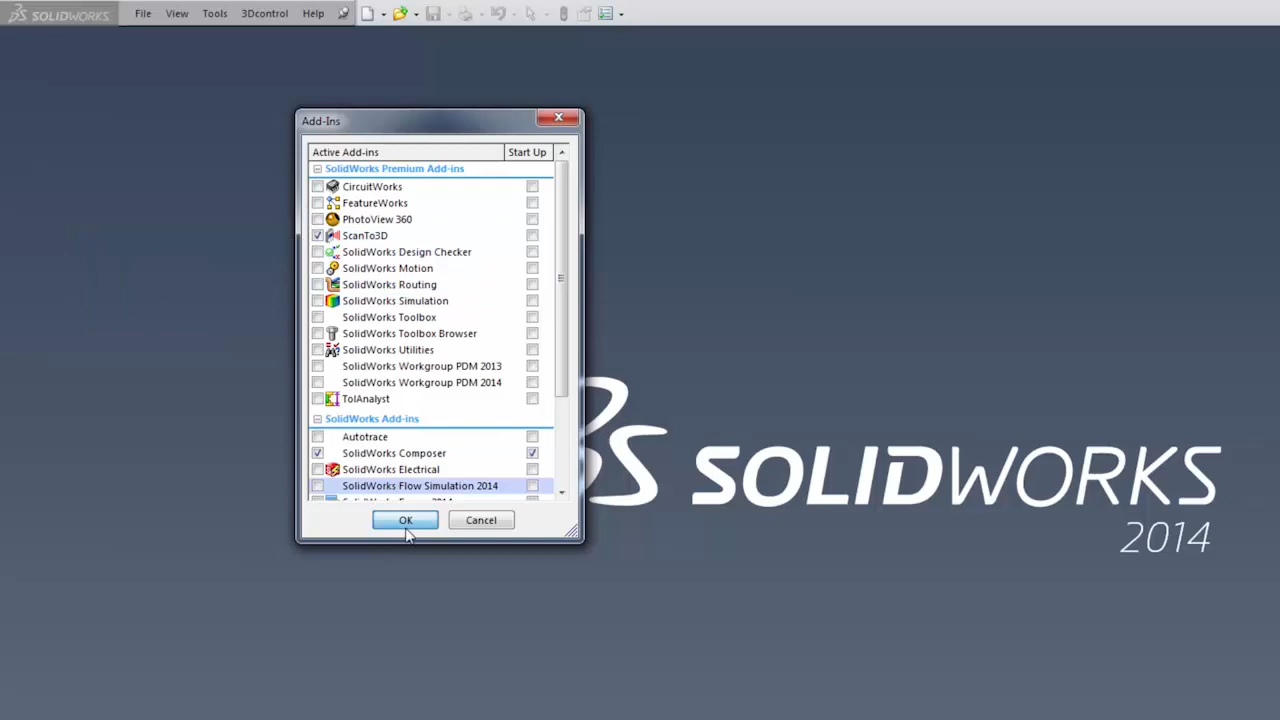 SOLIDWORKS File View Tools 3Dcontrol Help
Add-Ins
Active Add-ins Start Up
SolidWorks Premium Add-ins
CircuitWorks
FeatureWorks
PhotoView 360
ScanTo3D
SolidWorks Design Checker
SolidWorks Motion
SolidWorks Routing
SolidWorks Simulation
SolidWorks Toolbox
SolidWorks Toolbox Browser
SolidWorks Utilities
SolidWorks Workgroup PDM 2013
SolidWorks Workgroup PDM 2014
TolAnalyst
SolidWorks Add-ins
Autotrace
SolidWorks Composer
SolidWorks Electrical
SolidWorks Flow Simulation 2014
OK Cancel
SOLIDWORKS
2014